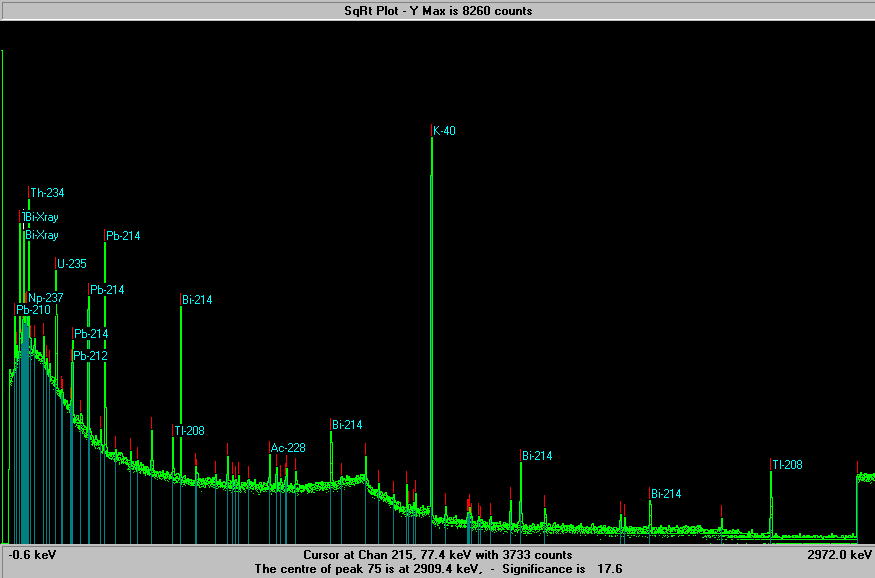 SqRt Plot - Y Max is 8260 counts
K-40
Th-234
Bi-Xray
Bi-Xray
Pb-214
U-235
Pb-214
Np-237
Bi-214
Pb-210
Pb-214
Pb-212
Bi-214
Tl-208
Ac-228
Bi-214
Tl-208
Bi-214
-0.6 keV
Cursor at Chan 215, 77.4 keV with 3733 counts
2972.0 keV
The centre of peak 75 is at 2909.4 keV, - Significance is 17.6